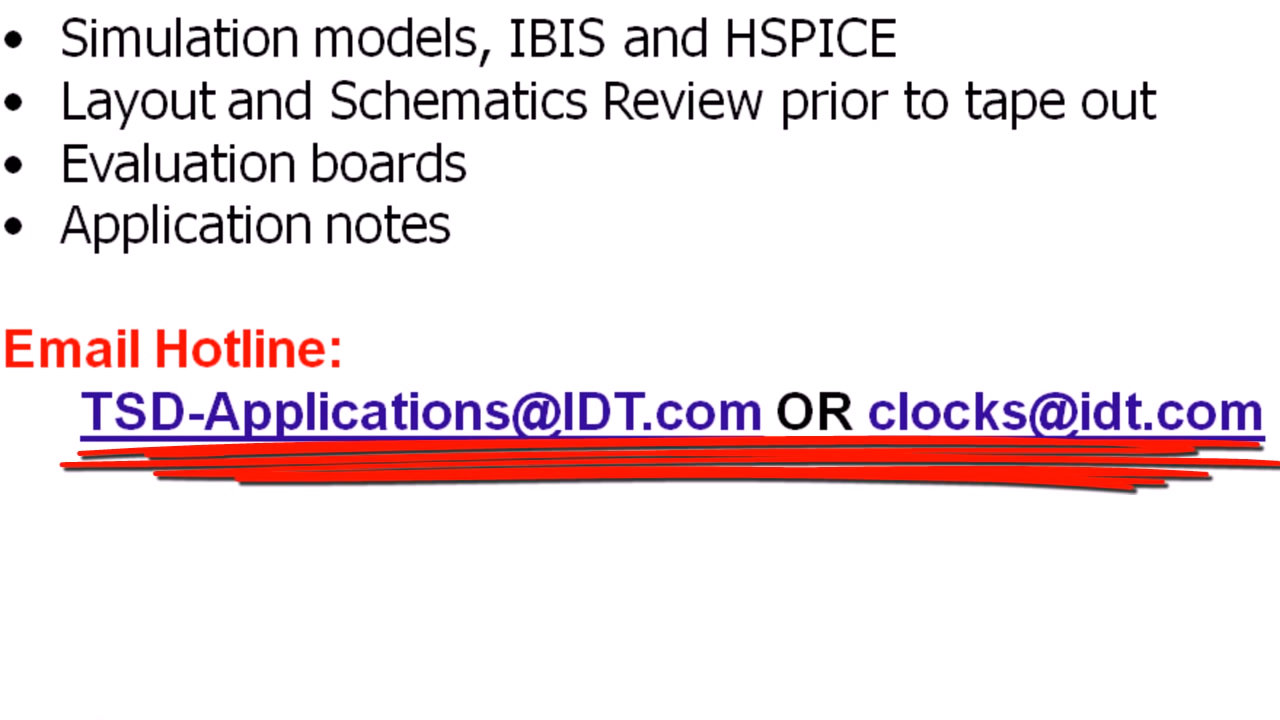 • Simulation models, IBIS and HSPICE
• Layout and Schematics Review prior to tape out
• Evaluation boards
• Application notes
Email Hotline:
TSD-Applications@IDT.com OR clocks@idt.com